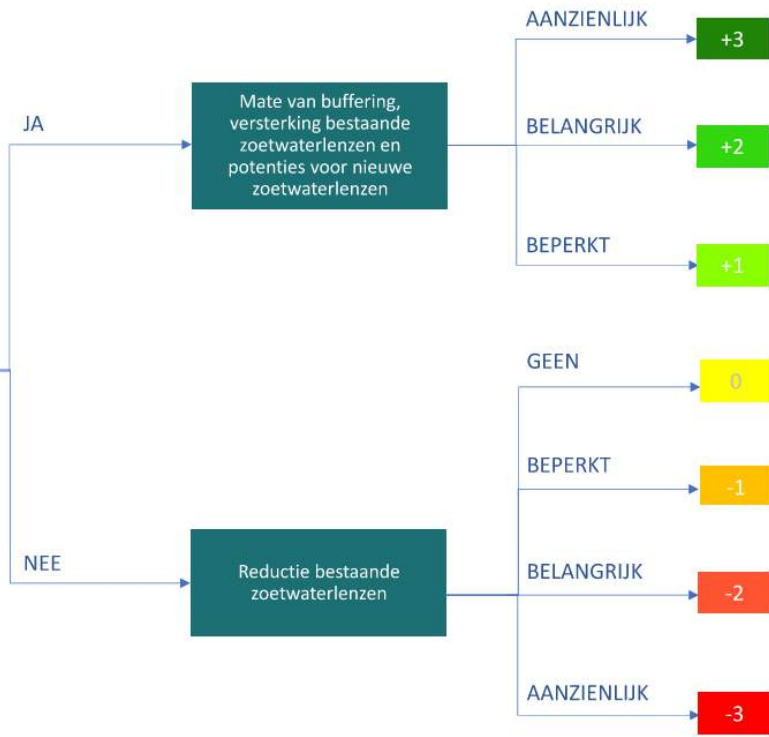 AANZIENLIJK
+3
JA
Mate van buffering,
versterking bestaande
zoetwaterlenzen en
potenties voor nieuwe
zoetwaterlenzen
BELANGRIJK
+2
BEPERKT
+1
GEEN
0
BEPERKT
-1
NEE
Reductie bestaande
zoetwaterlenzen
BELANGRIJK
-2
AANZIENLIJK
-3